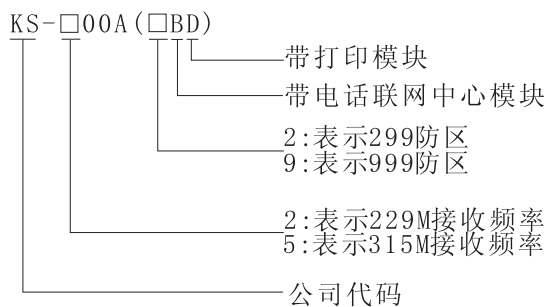 KS-□00A(□BD)
带打印模块
带电话联网中心模块
2:表示299防区
9:表示999防区
2:表示229M接收频率
5:表示315M接收频率
公司代码